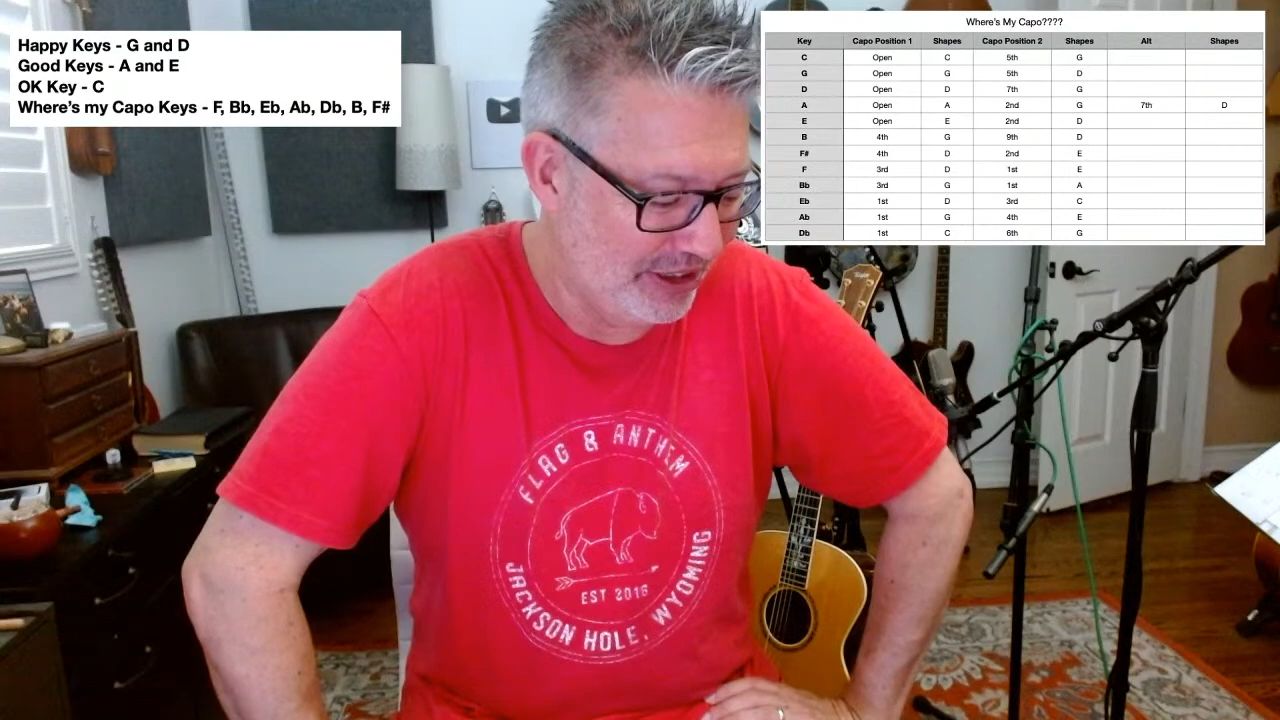 Happy Keys - G and D
Good Keys - A and E
OK Key - C
Where's my Capo Keys - F, Bb, Eb, Ab, Db, B, F#
Where's My Capo????
Key Capo Position 1 Shapes Capo Position 2 Shapes Alt Shapes
C Open C 5th G
G Open G 5th D
D Open D 7th G
A Open A 2nd G 7th D
E Open E 2nd D
B 4th G 9th D
F# 4th D 2nd E
F 3rd D 1st E
Bb 3rd G 1st A
Eb 1st D 3rd C
Ab 1st G 4th E
Db 1st C 6th G
FLAG & ANTHEM
EST 2016
JACKSON HOLE, WYOMING